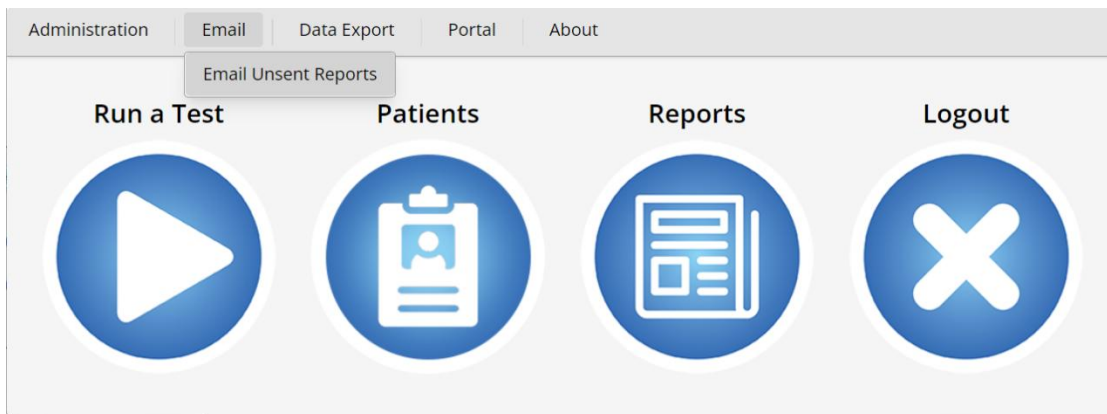 Administration Email Data Export Portal About
Email Unsent Reports
Run a Test Patients Reports Logout